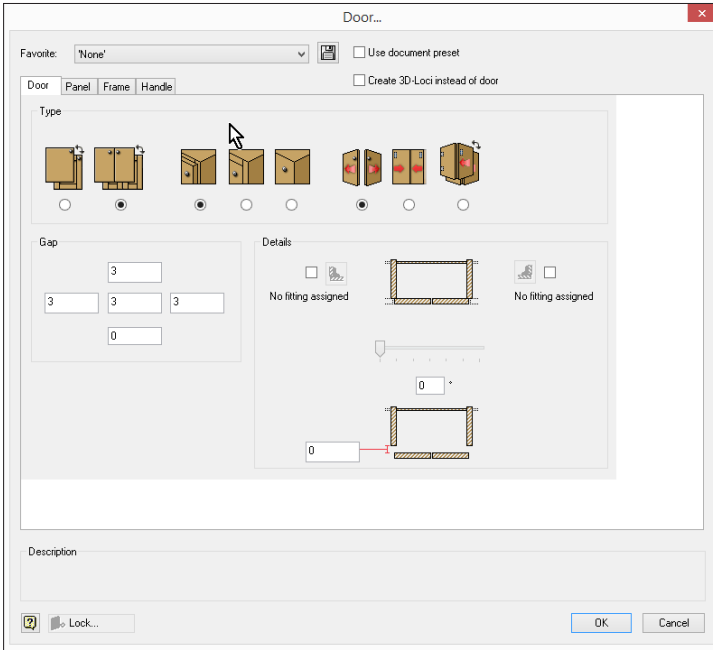 Door...
Favorite: 'None' Use document preset
Create 3D-Loci instead of door
Door Panel Frame Handle
Type
Gap
3
3 3 3
0
Details
No fitting assigned No fitting assigned
0 °
0
Description
Lock... OK Cancel